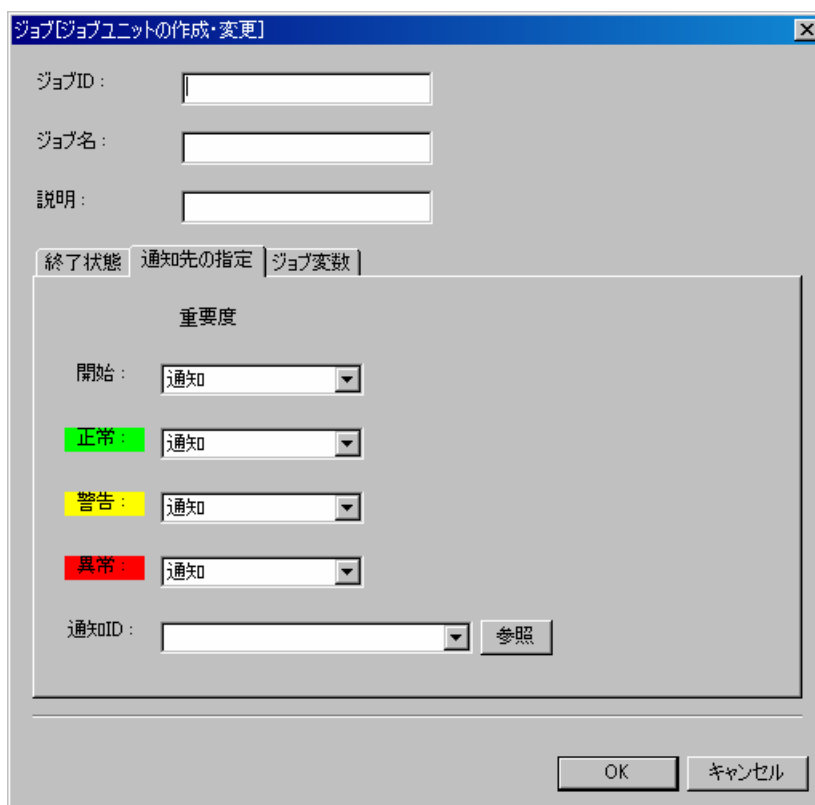 ジョブ[ジョブユニットの作成・変更]
ジョブID：
ジョブ名：
説明：
終了状態 通知先の指定 ジョブ変数
重要度
開始： 通知
正常： 通知
警告： 通知
異常： 通知
通知ID： 参照
OK キャンセル